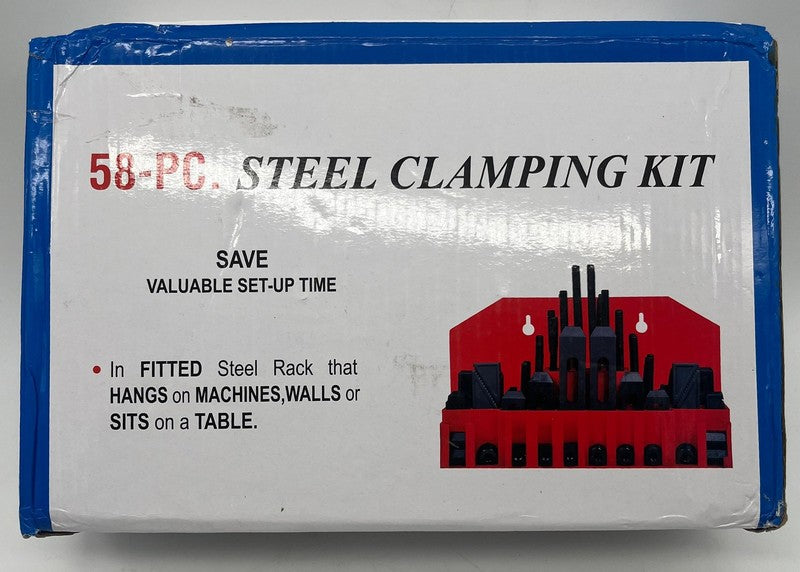 58-PC. STEEL CLAMPING KIT
SAVE
VALUABLE SET-UP TIME
• In FITTED Steel Rack that
HANGS on MACHINES,WALLS or
SITS on a TABLE.